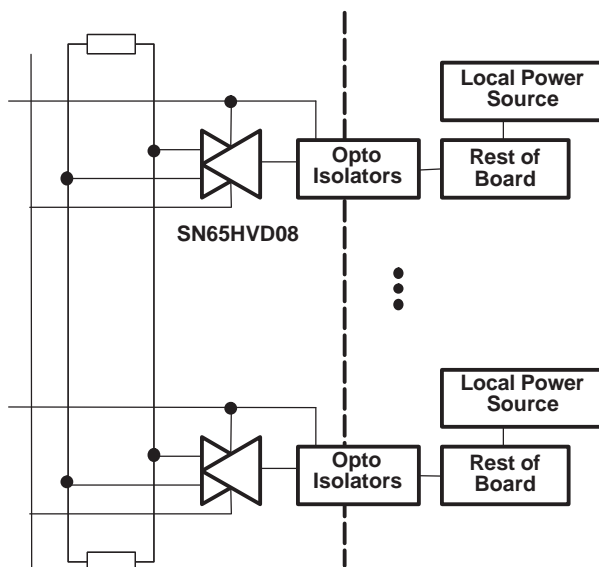 Local Power
Source
Opto
Isolators
Rest of
Board
SN65HVD08
Local Power
Source
Opto
Isolators
Rest of
Board